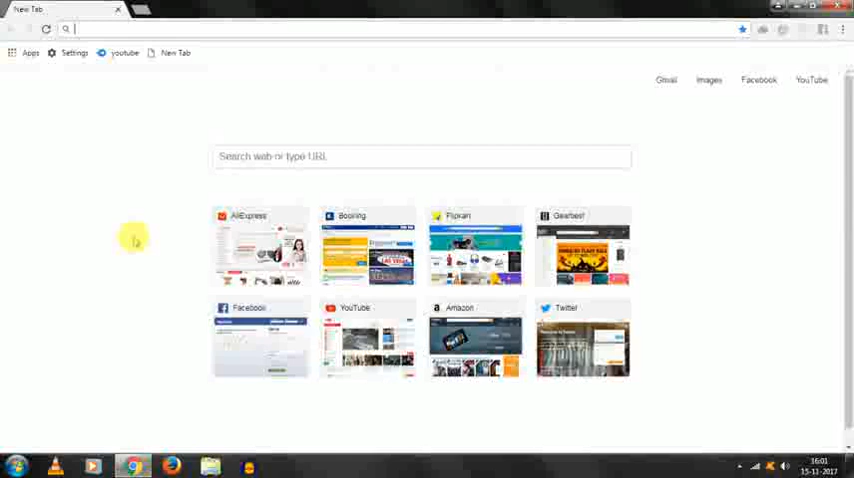 New Tab
Apps Settings youtube New Tab
Gmail Images Facebook YouTube
Search web or type URL
AliExpress Booking Flipkart Gearbest
Facebook YouTube Amazon Twitter
16:01
15-11-2017